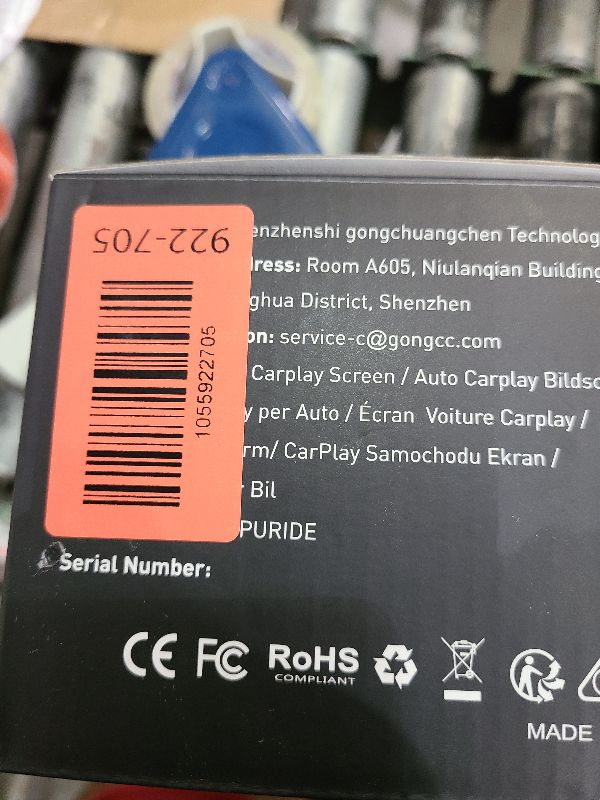 922-705
1055922705
enzhenshi gongchuangchen Technolog
dress: Room A605, Niulanqian Building
ghua District, Shenzhen
on: service-c@gongcc.com
Carplay Screen / Auto Carplay Bildsc
y per Auto / Écran Voiture Carplay /
rm/ CarPlay Samochodu Ekran /
r Bil
PURIDE
Serial Number:
CE FC RoHS
COMPLIANT
MADE